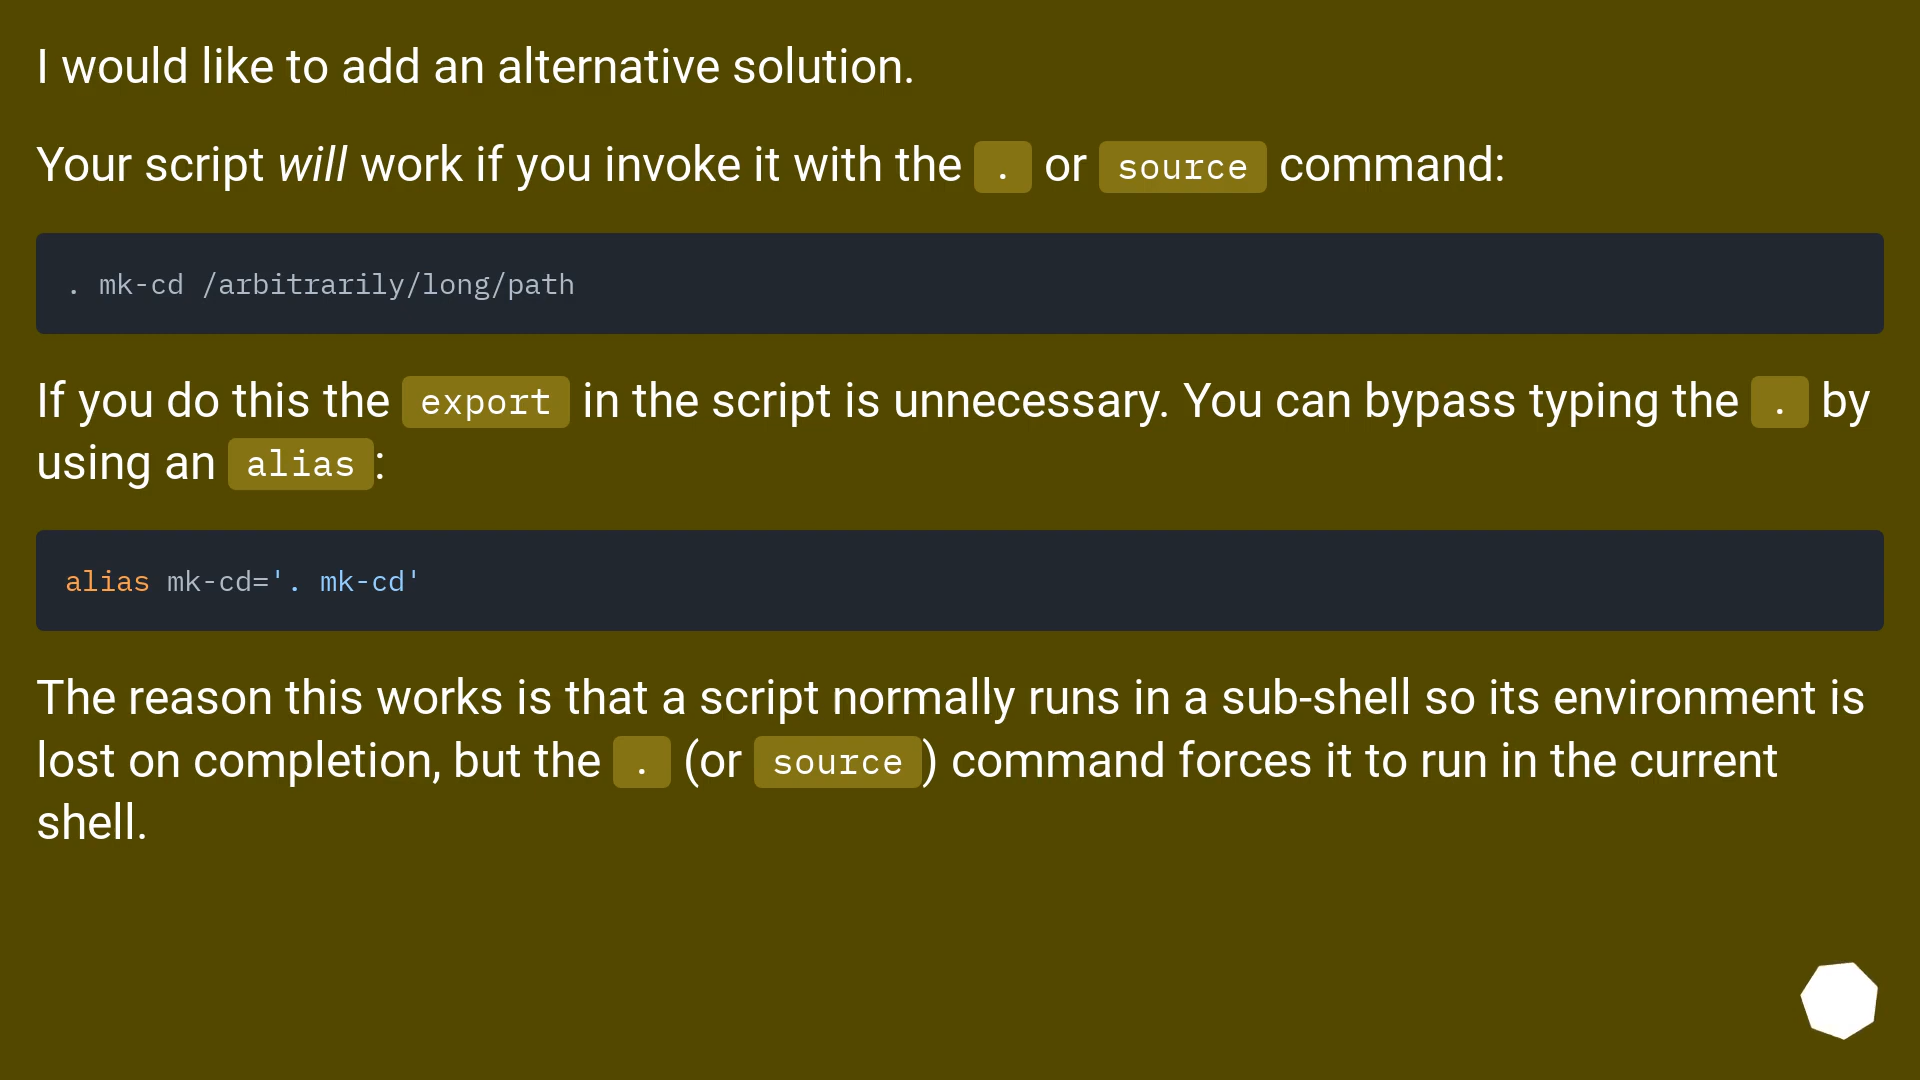 I would like to add an alternative solution.
Your script will work if you invoke it with the . or source command:
. mk-cd /arbitrarily/long/path
If you do this the export in the script is unnecessary. You can bypass typing the . by
using an alias:
alias mk-cd='. mk-cd'
The reason this works is that a script normally runs in a sub-shell so its environment is
lost on completion, but the . (or source) command forces it to run in the current
shell.